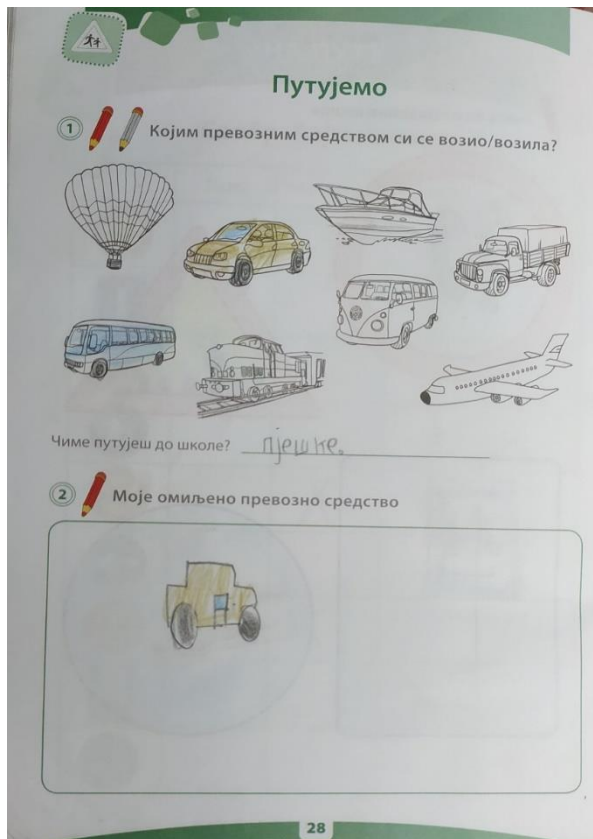 Путујемо
1 Којим превозним средством си се возио/возила?
Чиме путујеш до школе? пјешке.
2 Моје омиљено превозно средство
28